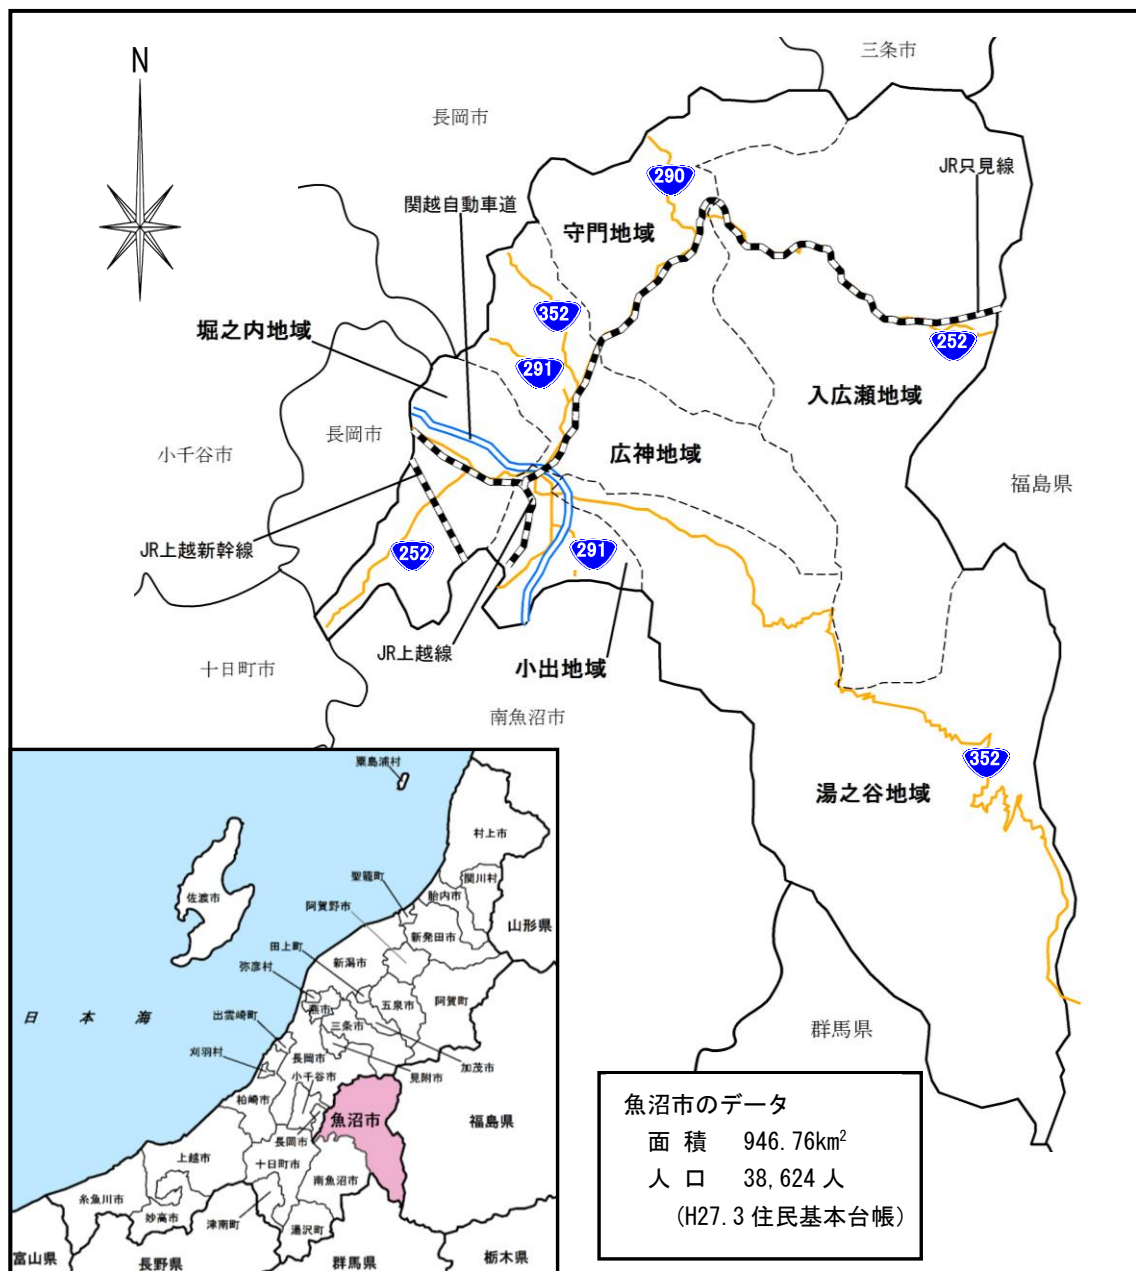 三条市
N
長岡市
JR只見線
290
関越自動車道
守門地域
352
堀之内地域
252
291
入広瀬地域
長岡市
小千谷市
広神地域
福島県
JR上越新幹線
252
291
JR上越線
十日町市
小出地域
南魚沼市
352
湯之谷地域
群馬県
粟島浦村
村上市
関川村
聖籠町
胎内市
佐渡市
阿賀野市
山形県
新発田市
田上町
新潟市
弥彦村
阿賀町
五泉市
燕市
日本海
出雲崎町
三条市
加茂市
刈羽村
長岡市
見附市
小千谷市
柏崎市
魚沼市
福島県
長岡市
上越市
十日町市
南魚沼市
糸魚川市
妙高市
津南町
湯沢町
富山県
長野県
群馬県
栃木県
魚沼市のデータ
面 積 946.76km²
人 口 38,624 人
(H27.3 住民基本台帳)